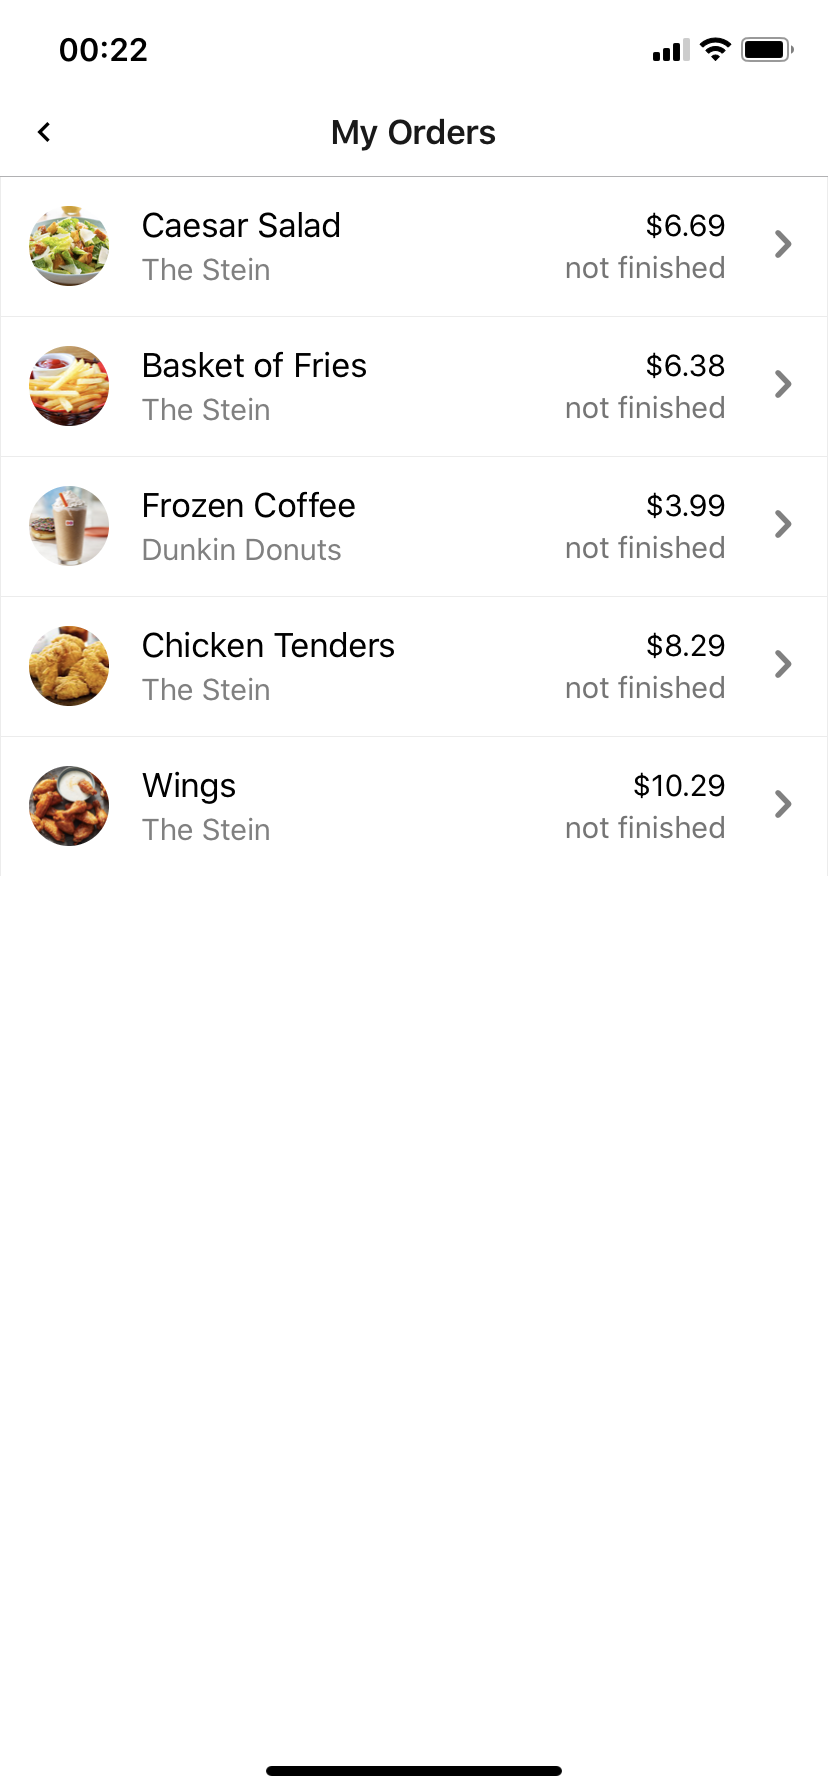 00:22
My Orders
Caesar Salad
$6.69
The Stein
not finished
Basket of Fries
$6.38
The Stein
not finished
Frozen Coffee
$3.99
Dunkin Donuts
not finished
Chicken Tenders
$8.29
The Stein
not finished
Wings
$10.29
The Stein
not finished